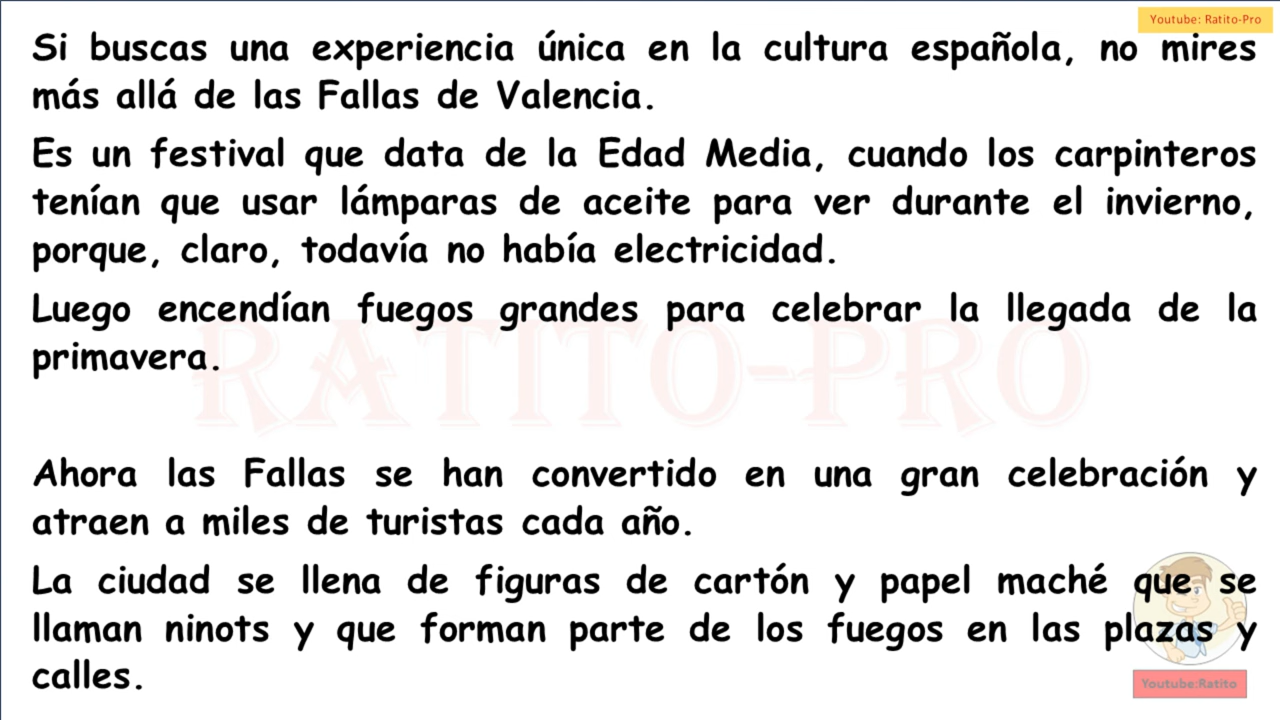 Youtube: Ratito-Pro
Si buscas una experiencia única en la cultura española, no mires
más allá de las Fallas de Valencia.
Es un festival que data de la Edad Media, cuando los carpinteros
tenían que usar lámparas de aceite para ver durante el invierno,
porque, claro, todavía no había electricidad.
Luego encendían fuegos grandes para celebrar la llegada de la
primavera.
RATITO-PRO
Ahora las Fallas se han convertido en una gran celebración y
atraen a miles de turistas cada año.
La ciudad se llena de figuras de cartón y papel maché que se
llaman ninots y que forman parte de los fuegos en las plazas y
calles.
Youtube:Ratito